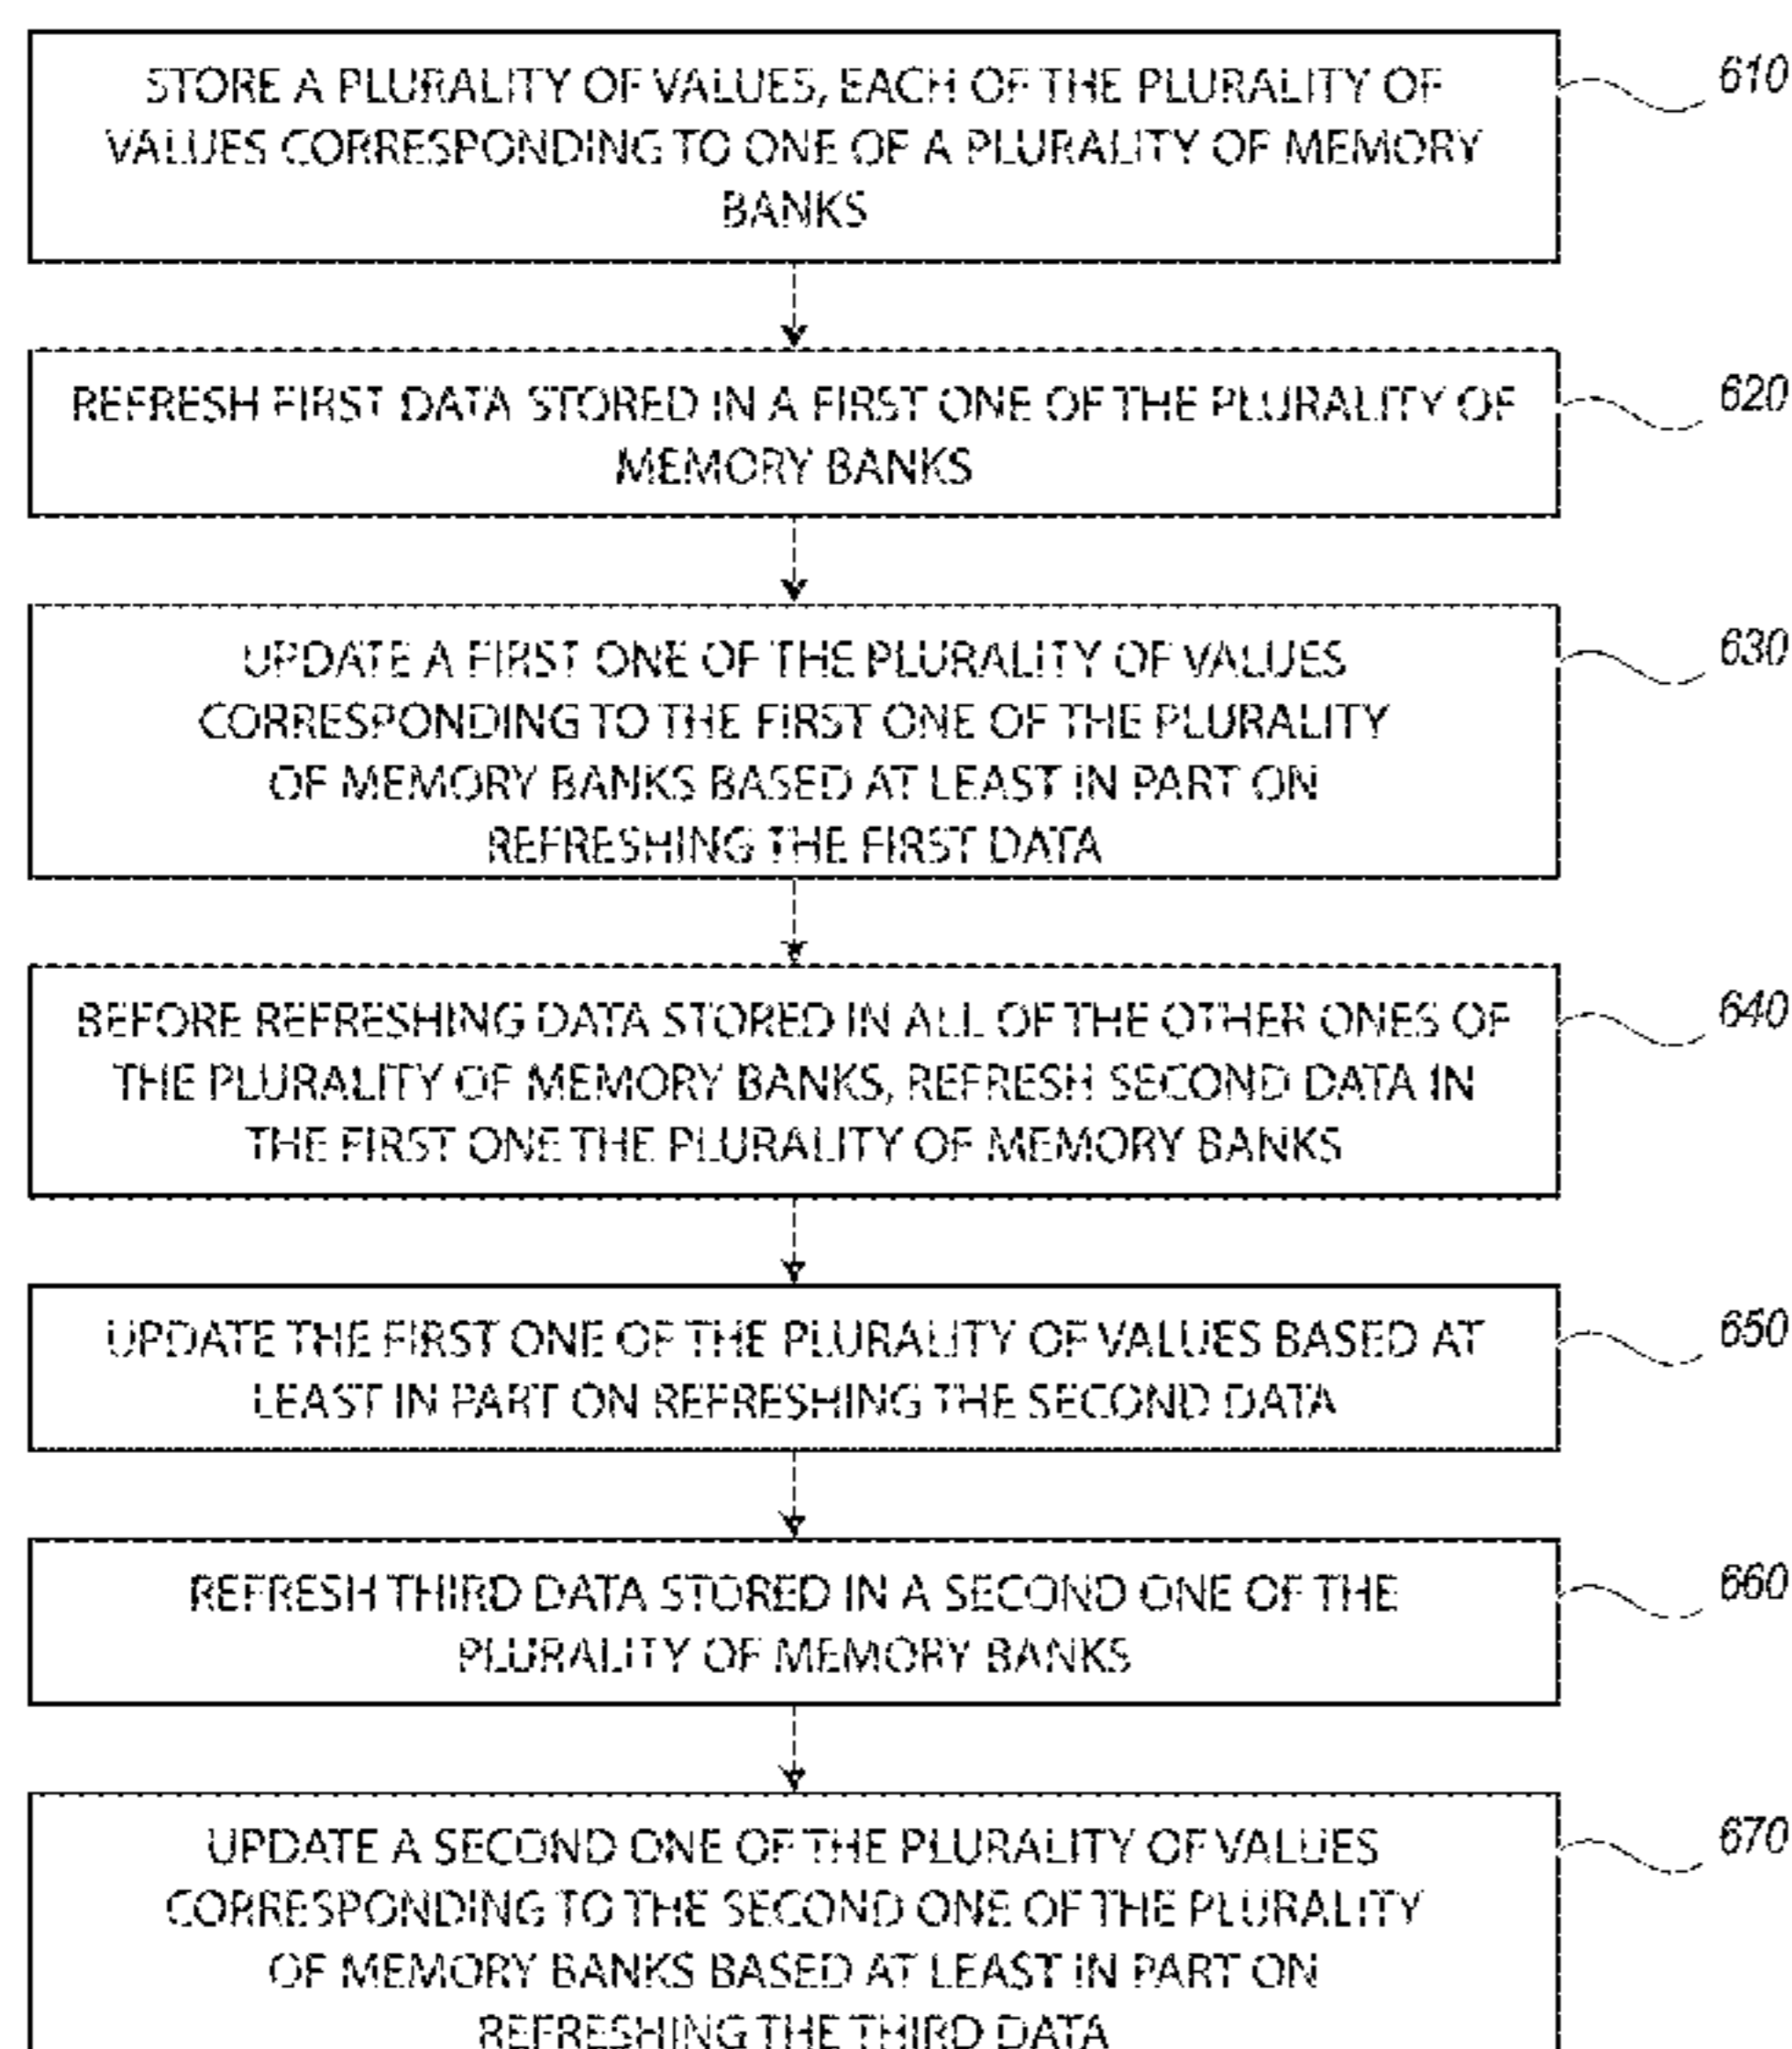 STORE A PLURALITY OF VALUES, EACH OF THE PLURALITY OF
VALUES CORRESPONDING TO ONE OF A PLURALITY OF MEMORY
BANKS
610
REFRESH FIRST DATA STORED IN A FIRST ONE OF THE PLURALITY OF
MEMORY BANKS
620
UPDATE A FIRST ONE OF THE PLURALITY OF VALUES
CORRESPONDING TO THE FIRST ONE OF THE PLURALITY
OF MEMORY BANKS BASED AT LEAST IN PART ON
REFRESHING THE FIRST DATA
630
BEFORE REFRESHING DATA STORED IN ALL OF THE OTHER ONES OF
THE PLURALITY OF MEMORY BANKS, REFRESH SECOND DATA IN
THE FIRST ONE THE PLURALITY OF MEMORY BANKS
640
UPDATE THE FIRST ONE OF THE PLURALITY OF VALUES BASED AT
LEAST IN PART ON REFRESHING THE SECOND DATA
650
REFRESH THIRD DATA STORED IN A SECOND ONE OF THE
PLURALITY OF MEMORY BANKS
660
UPDATE A SECOND ONE OF THE PLURALITY OF VALUES
CORRESPONDING TO THE SECOND ONE OF THE PLURALITY
OF MEMORY BANKS BASED AT LEAST IN PART ON
REFRESHING THE THIRD DATA
670